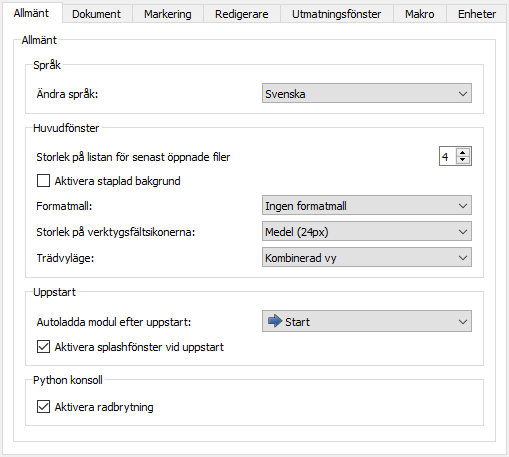 Allmänt Dokument Markering Redigerare Utmatningsfönster Makro Enheter
Allmänt
Språk
Ändra språk: Svenska
Huvudfönster
Storlek på listan för senast öppnade filer 4
Aktivera staplad bakgrund
Formatmall: Ingen formatmall
Storlek på verktygsfältsikonerna: Medel (24px)
Trädvyläge: Kombinerad vy
Uppstart
Autoladda modul efter uppstart: Start
Aktivera splashfönster vid uppstart
Python konsoll
Aktivera radbrytning